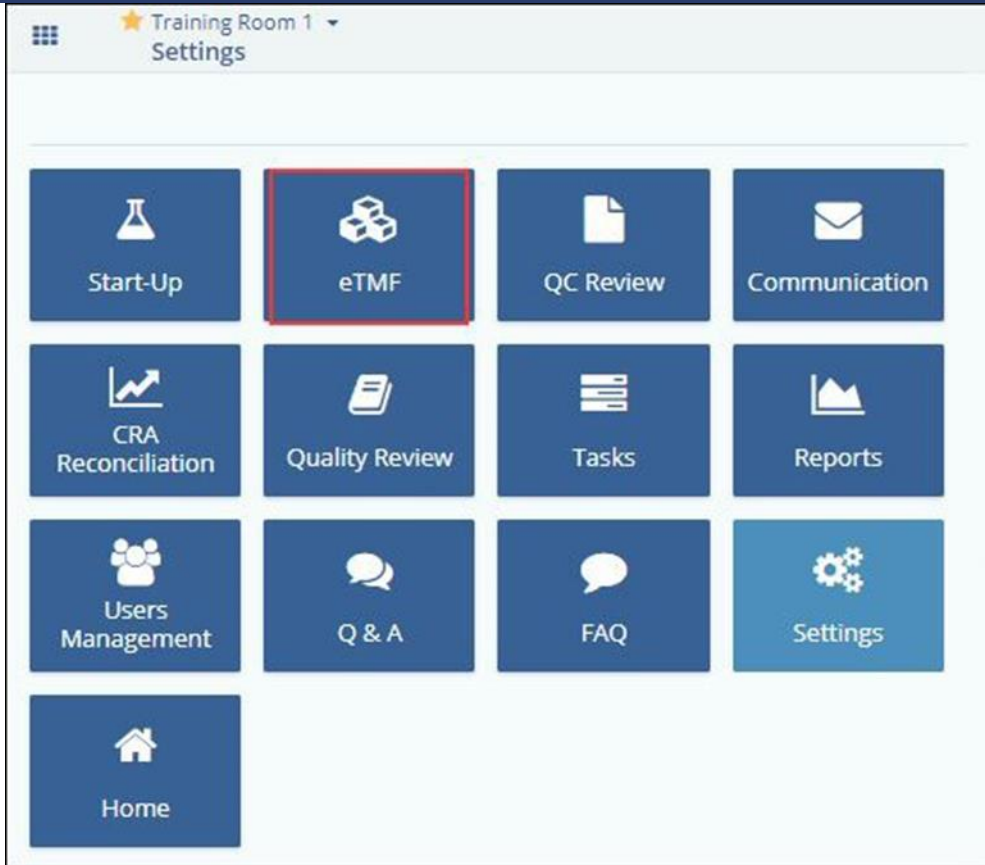 Training Room 1
Settings
Start-Up
eTMF
QC Review
Communication
CRA
Reconciliation
Quality Review
Tasks
Reports
Users
Management
Q & A
FAQ
Settings
Home